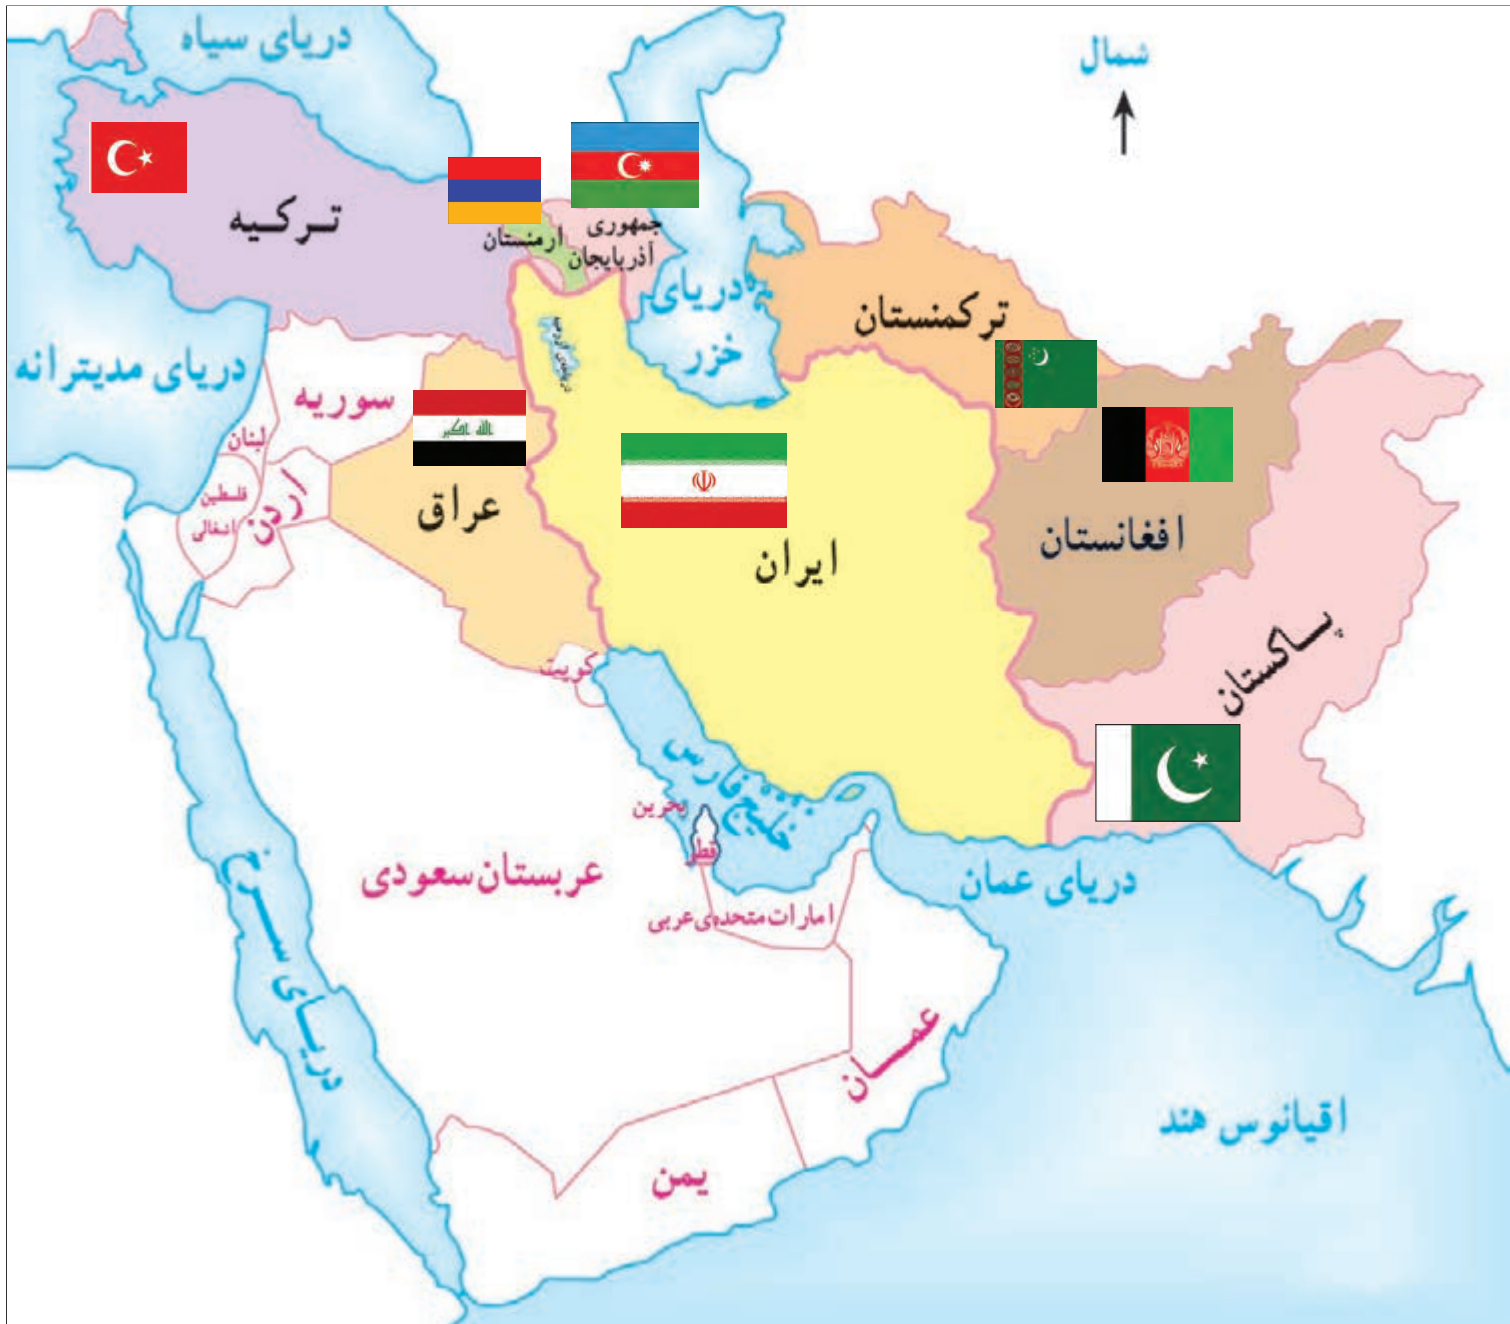 دریای سیاه
شمال
ترکیه
ارمنستان
جمهوری
آذربایجان
دریای
خزر
ترکمنستان
دریای مدیترانه
سوریه
الله اکبر
لبنان
فلسطین
اشغالی
اردن
عراق
ایران
افغانستان
پاکستان
کویت
خلیج فارس
بحرین
قطر
عربستان سعودی
امارات متحده‌ی عربی
دریای عمان
دریای سرخ
عمان
اقیانوس هند
یمن